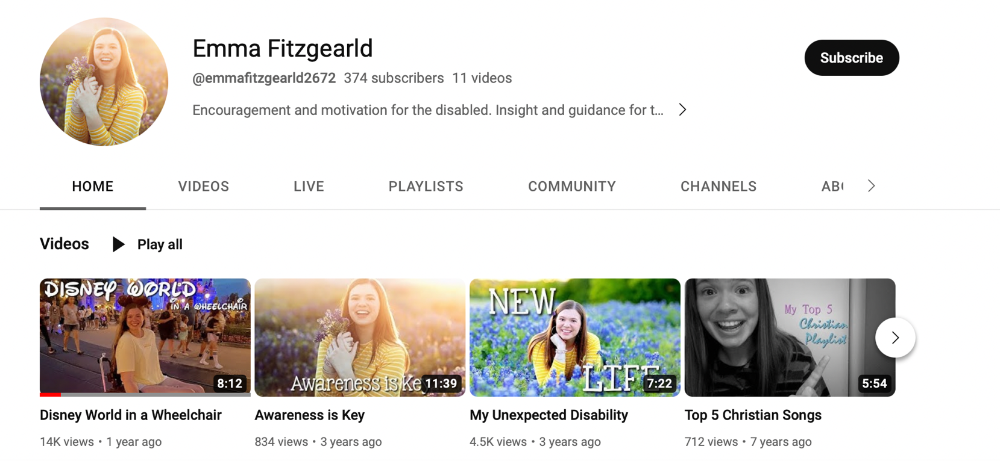 Emma Fitzgearld
Subscribe
@emmafitzgearld2672 374 subscribers 11 videos
Encouragement and motivation for the disabled. Insight and guidance for t...
HOME VIDEOS LIVE PLAYLISTS COMMUNITY CHANNELS AB
Videos Play all
DISNEY WORLD
IN A WHEELCHAIR
8:12
Awareness is Key
11:39
NEW
LIFE
7:22
My Top 5
Christian
Playlist
5:54
Disney World in a Wheelchair
14K views • 1 year ago
Awareness is Key
834 views • 3 years ago
My Unexpected Disability
4.5K views • 3 years ago
Top 5 Christian Songs
712 views • 7 years ago